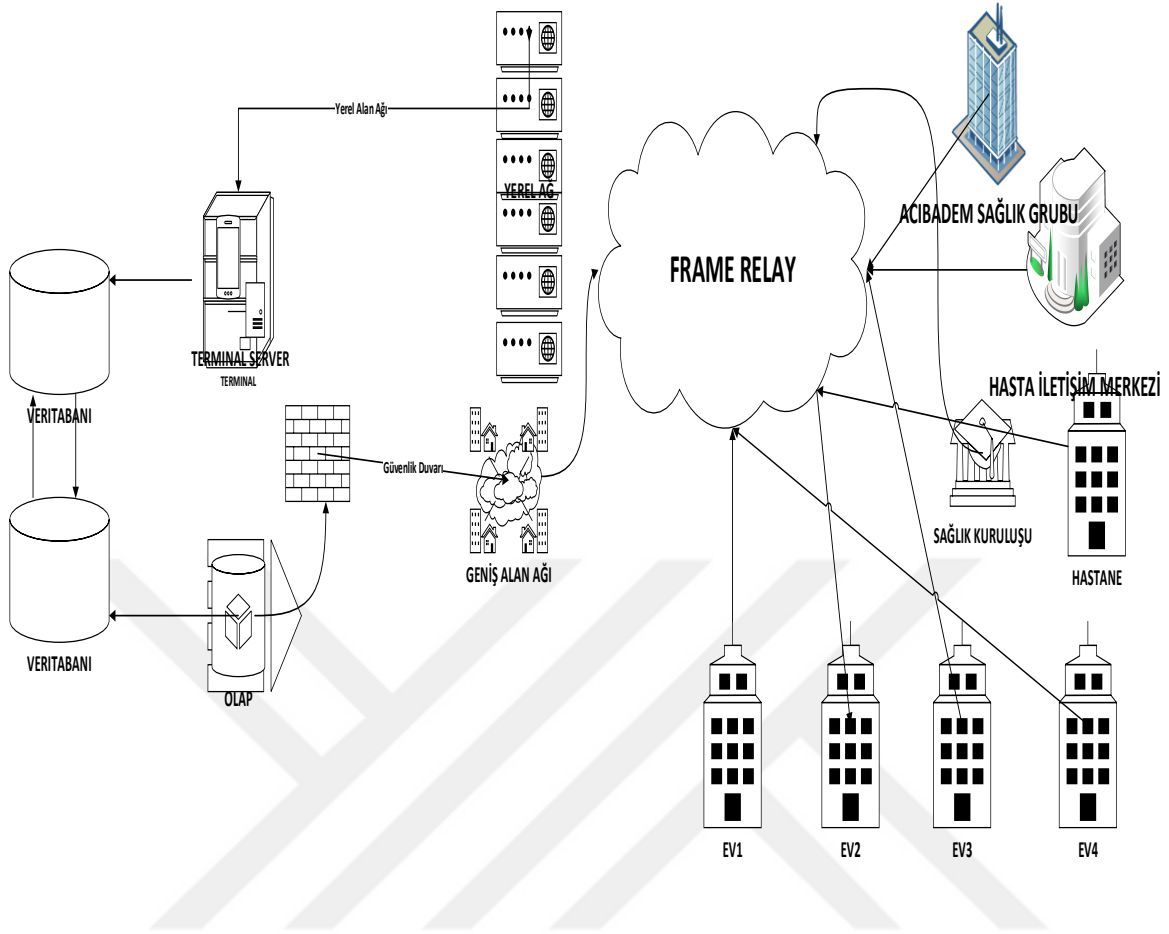 Yerel Alan Ağı
YEREL AĞ
ACIBADEM SAĞLIK GRUBU
FRAME RELAY
TERMINAL SERVER
TERMINAL
HASTA İLETİŞİM MERKEZİ
VERITABANI
Güvenlik Duvarı
SAĞLIK KURULUŞU
GENİŞ ALAN AĞI
HASTANE
VERITABANI
OLAP
EV1
EV2
EV3
EV4